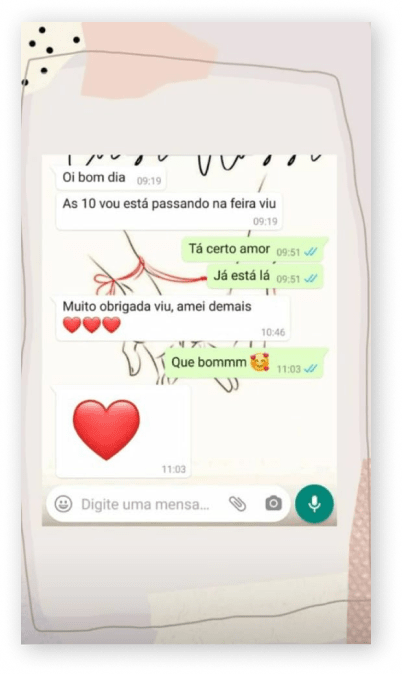 Oi bom dia 09:19
As 10 vou está passando na feira viu
09:19
Tá certo amor 09:51
Já está lá 09:51
Muito obrigada viu, amei demais
❤️❤️❤️ 10:46
Que bommm 🥰 11:03
❤️
11:03
Digite uma mensa...